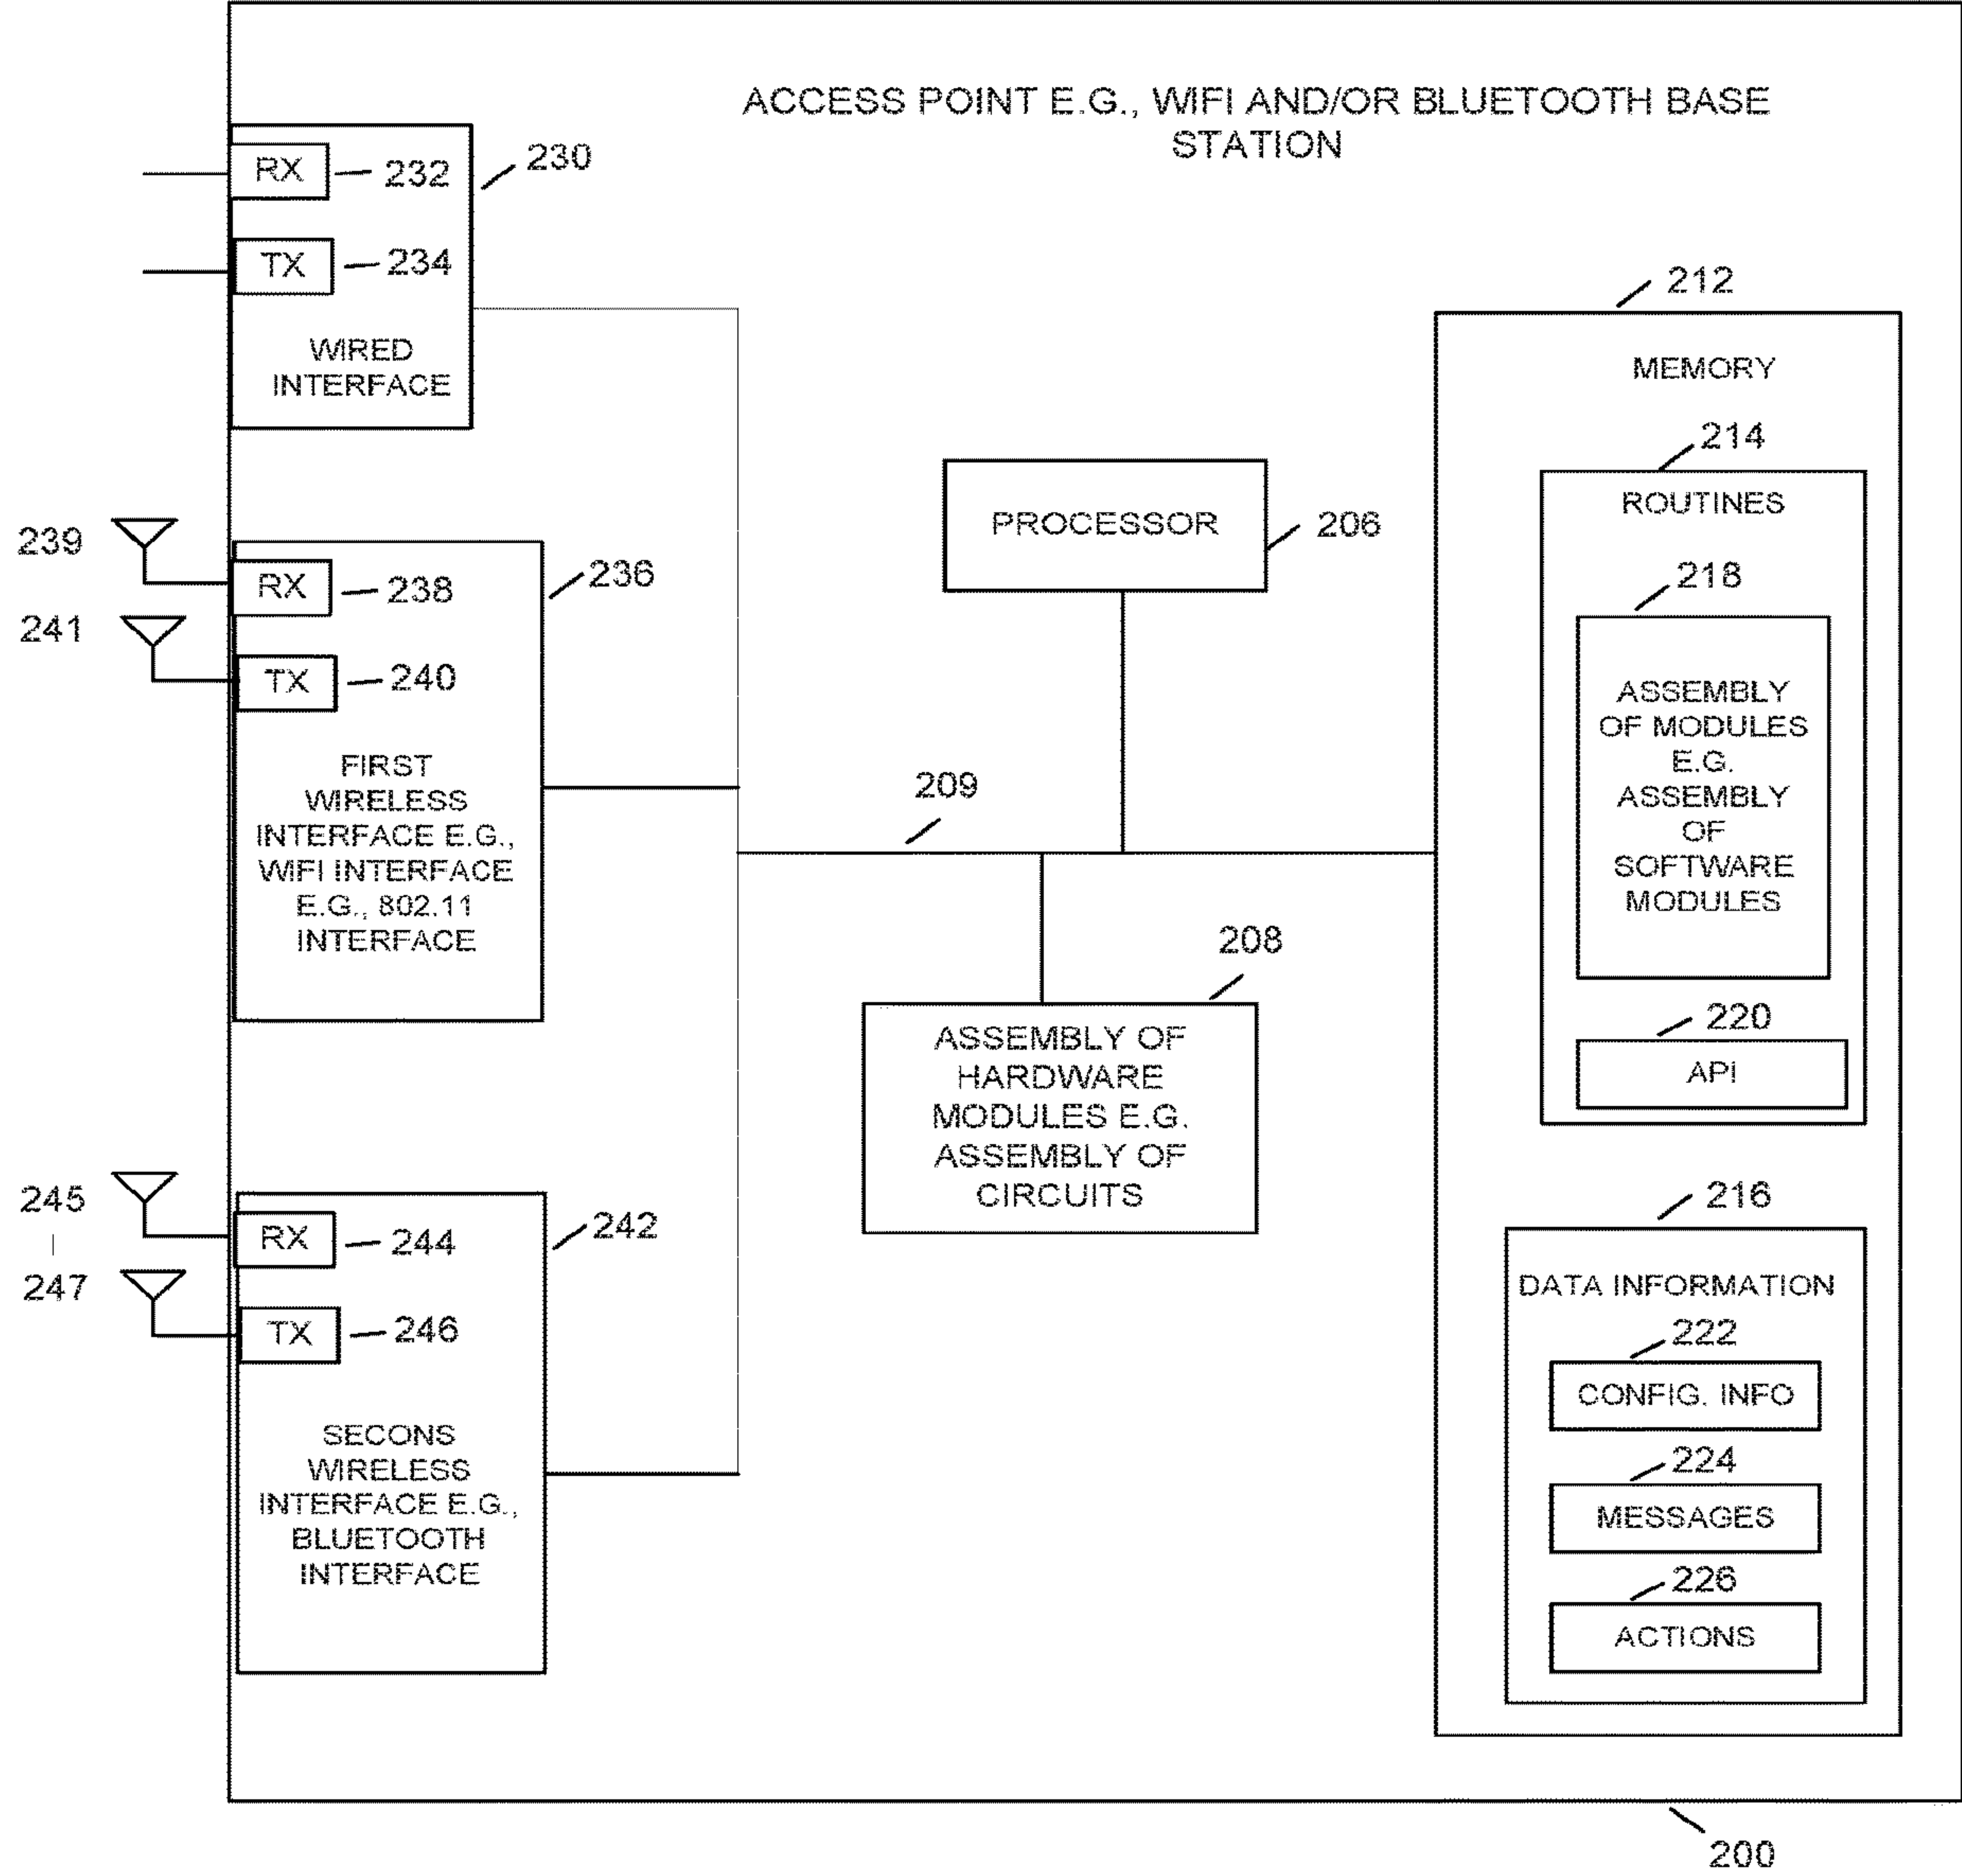 ACCESS POINT E.G., WIFI AND/OR BLUETOOTH BASE
STATION
RX
232
230
TX
234
WIRED
INTERFACE
239
RX
238
236
241
TX
240
FIRST
WIRELESS
INTERFACE E.G.,
WIFI INTERFACE
E.G., 802.11
INTERFACE
245
RX
244
242
247
TX
246
SECONS
WIRELESS
INTERFACE E.G.,
BLUETOOTH
INTERFACE
PROCESSOR
206
209
208
ASSEMBLY OF
HARDWARE
MODULES E.G.
ASSEMBLY OF
CIRCUITS
212
MEMORY
214
ROUTINES
218
ASSEMBLY
OF MODULES
E.G.
ASSEMBLY
OF
SOFTWARE
MODULES
220
API
216
DATA INFORMATION
222
CONFIG. INFO
224
MESSAGES
226
ACTIONS
200